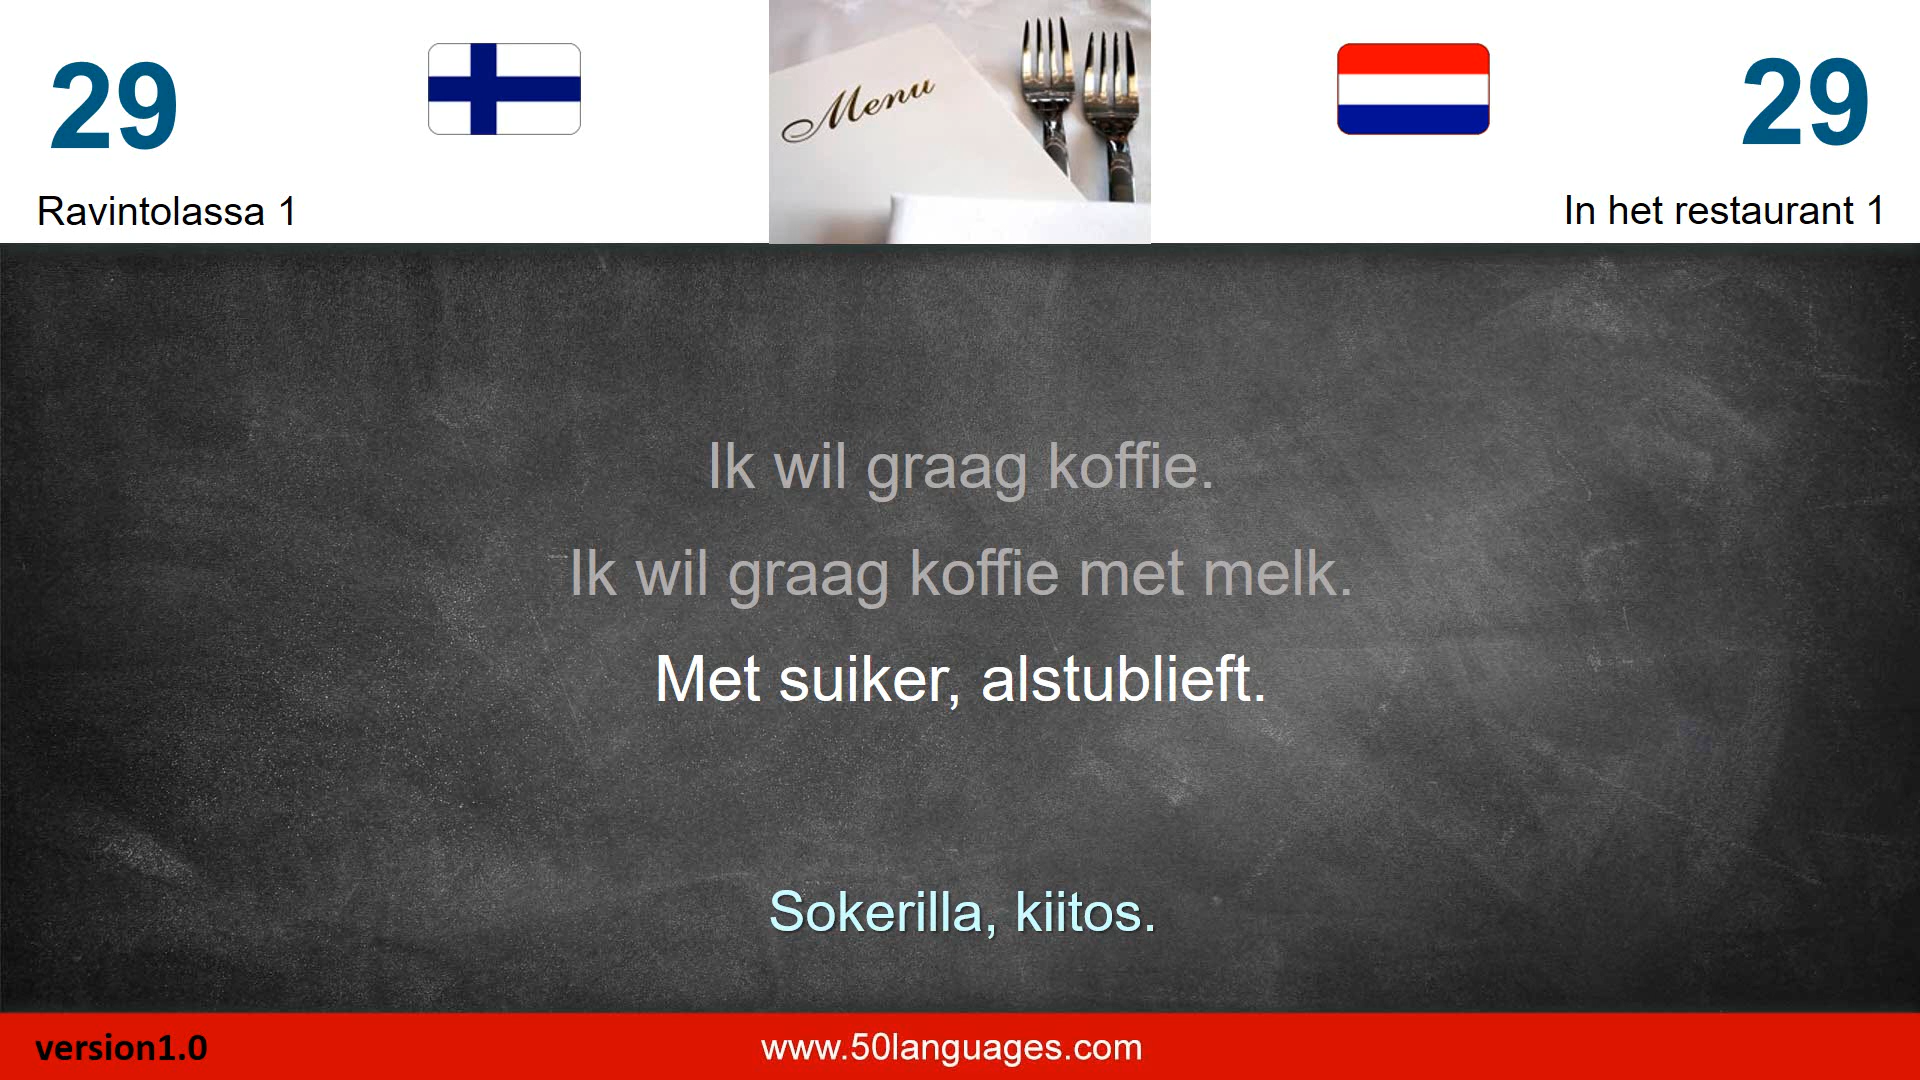 29
29
Menu
Ravintolassa 1
In het restaurant 1
Ik wil graag koffie.
Ik wil graag koffie met melk.
Met suiker, alstublieft.
Sokerilla, kiitos.
version1.0
www.50languages.com